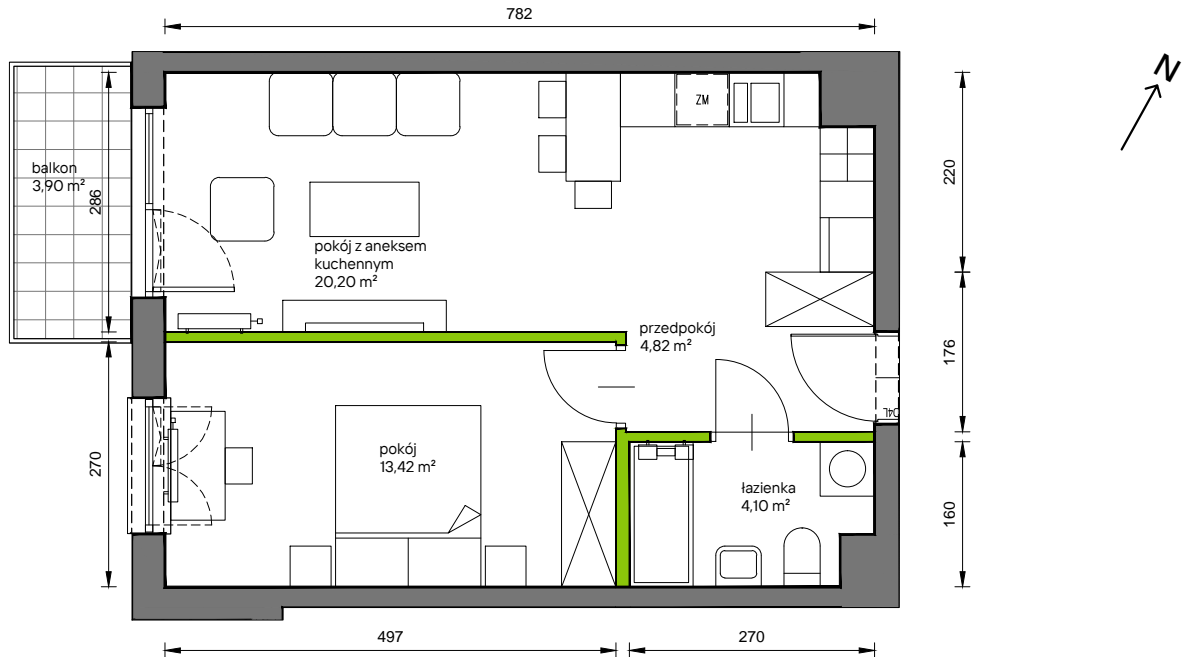 782
N
ZM
balkon
3,90 m²
286
220
pokój z aneksem
kuchennym
20,20 m²
przedpokój
4,82 m²
176
D4L
270
pokój
13,42 m²
łazienka
4,10 m²
160
497
270